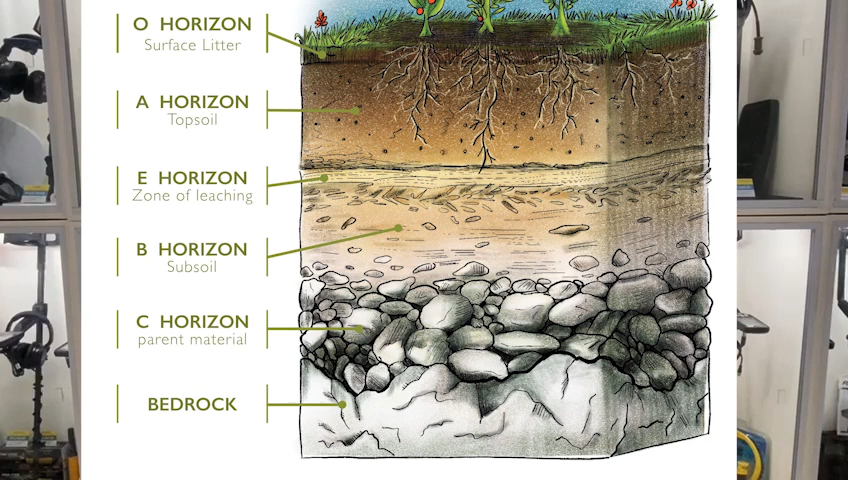 O HORIZON
Surface Litter
A HORIZON
Topsoil
E HORIZON
Zone of leaching
B HORIZON
Subsoil
C HORIZON
parent material
BEDROCK